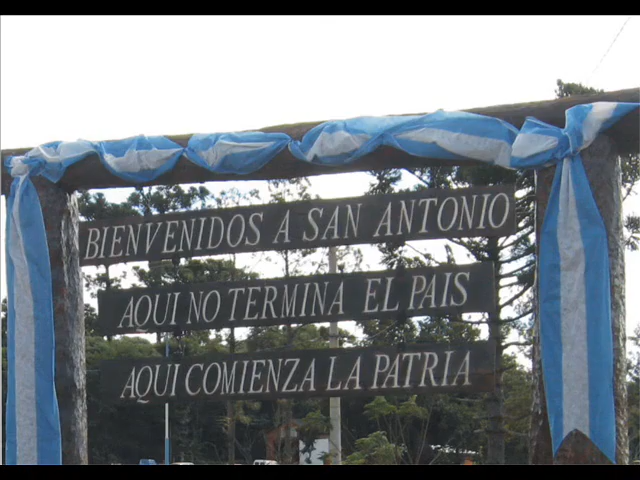 BIENVENIDOS A SAN ANTONIO
AQUI NO TERMINA EL PAIS
AQUI COMIENZA LA PATRIA